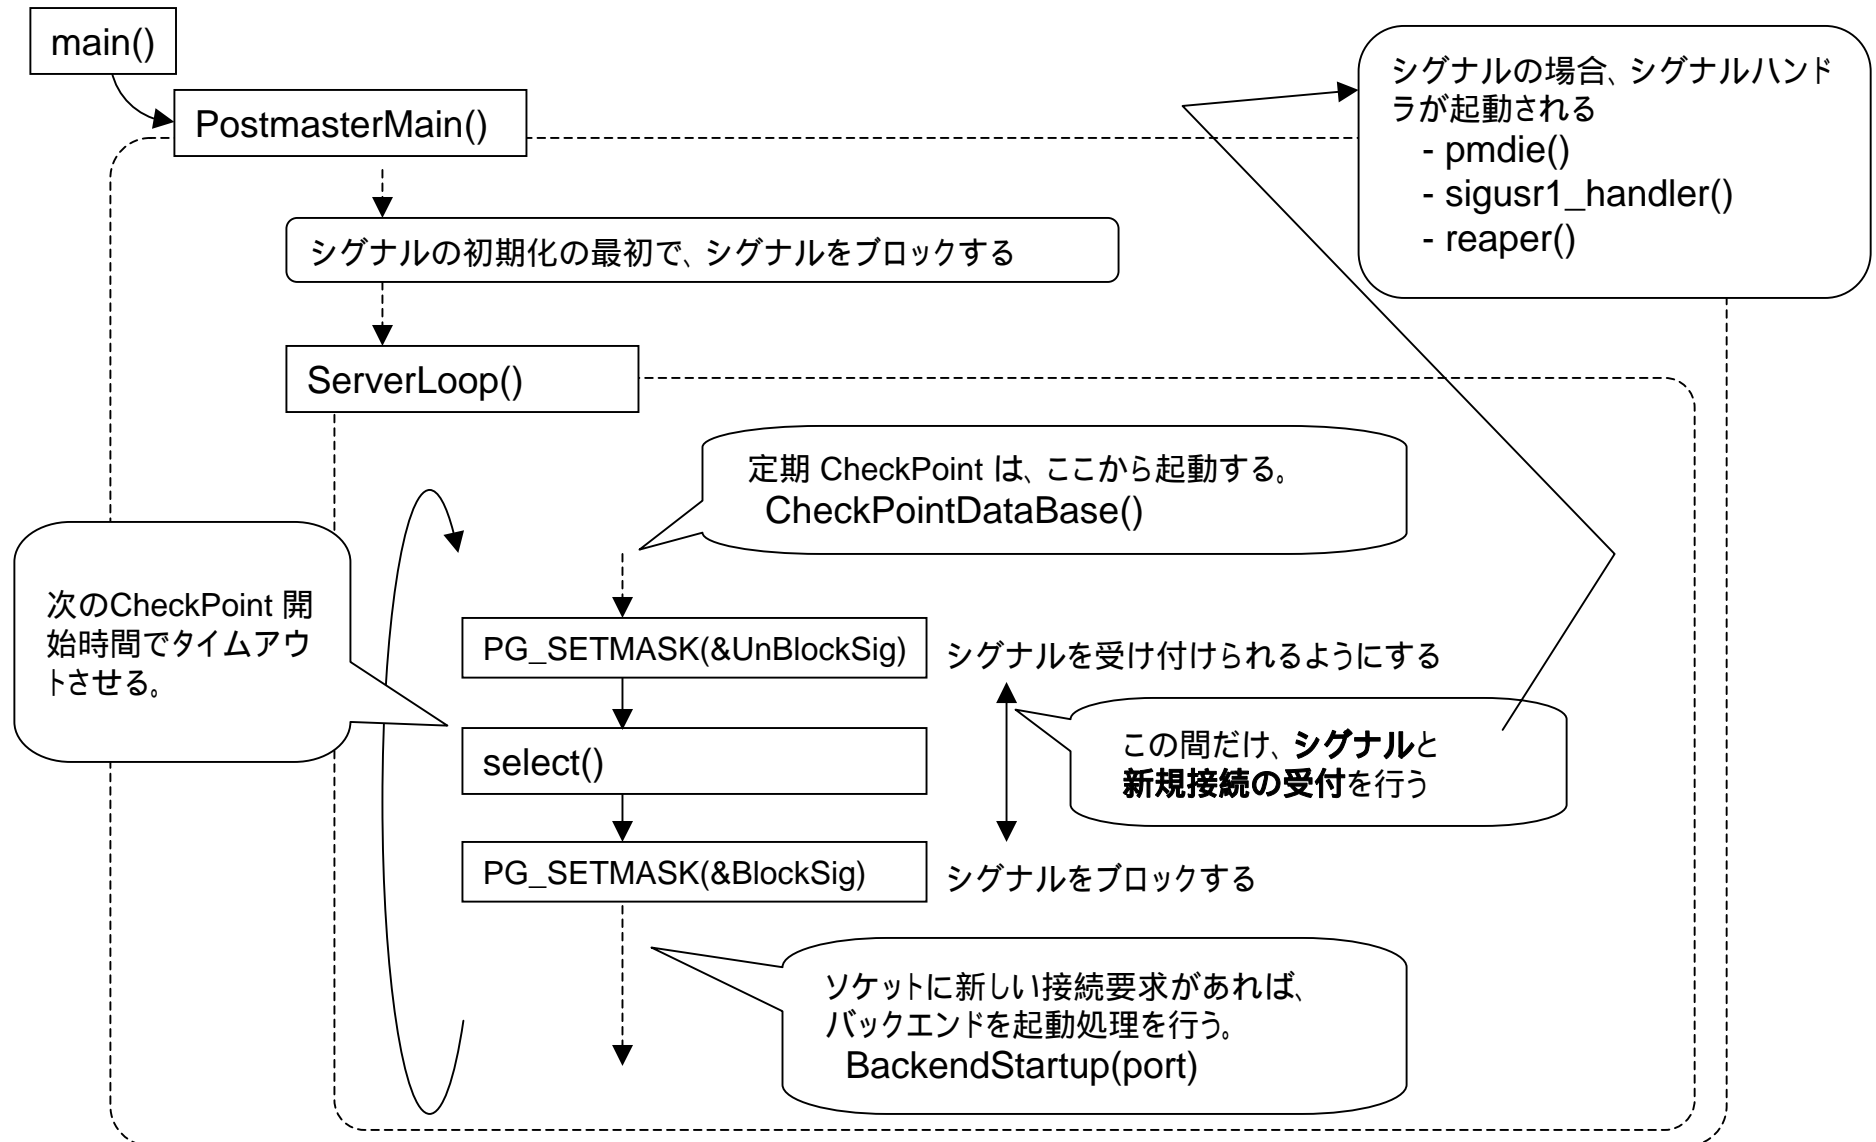 main()
PostmasterMain()
シグナルの場合、シグナルハンド
ラが起動される
- pmdie()
- sigusr1_handler()
- reaper()
シグナルの初期化の最初で、シグナルをブロックする
ServerLoop()
定期 CheckPoint は、ここから起動する。
CheckPointDataBase()
次のCheckPoint 開
始時間でタイムアウ
トさせる。
PG_SETMASK(&UnBlockSig)
シグナルを受け付けられるようにする
select()
この間だけ、シグナルと
新規接続の受付を行う
PG_SETMASK(&BlockSig)
シグナルをブロックする
ソケットに新しい接続要求があれば、
バックエンドを起動処理を行う。
BackendStartup(port)